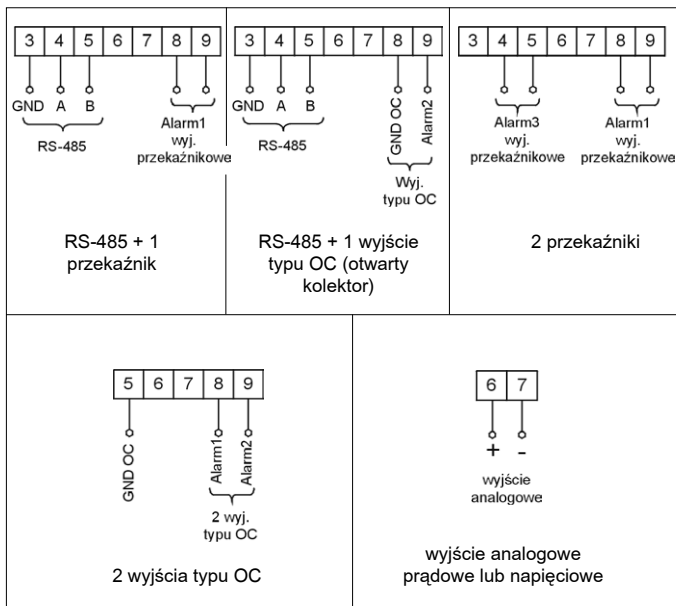 3 4 5 6 7 8 9
GND A B
RS-485
Alarm1
wyj.
przekaźnikowe
RS-485 + 1
przekaźnik
3 4 5 6 7 8 9
GND A B
RS-485
GND OC
Alarm2
Wyj.
typu OC
RS-485 + 1 wyjście
typu OC (otwarty
kolektor)
3 4 5 6 7 8 9
Alarm3
wyj.
przekaźnikowe
Alarm1
wyj.
przekaźnikowe
2 przekaźniki
5 6 7 8 9
GND OC
Alarm1
Alarm2
2 wyj.
typu OC
2 wyjścia typu OC
6 7
+ -
wyjście
analogowe
wyjście analogowe
prądowe lub napięciowe